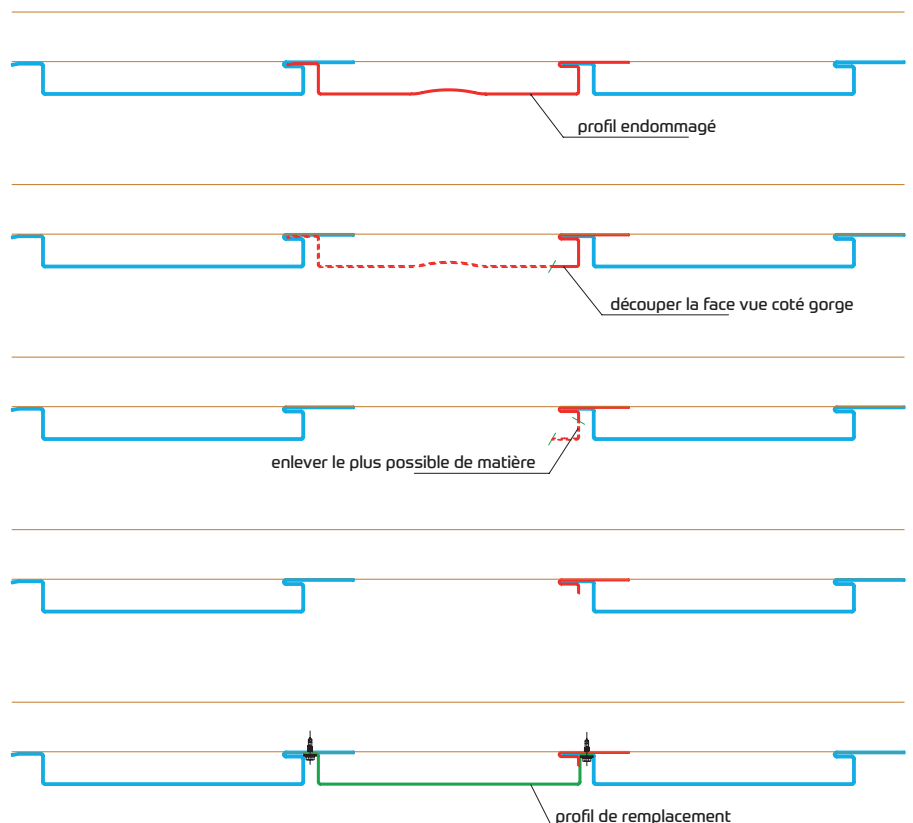 profil endommagé
découper la face vue coté gorge
enlever le plus possible de matière
profil de remplacement